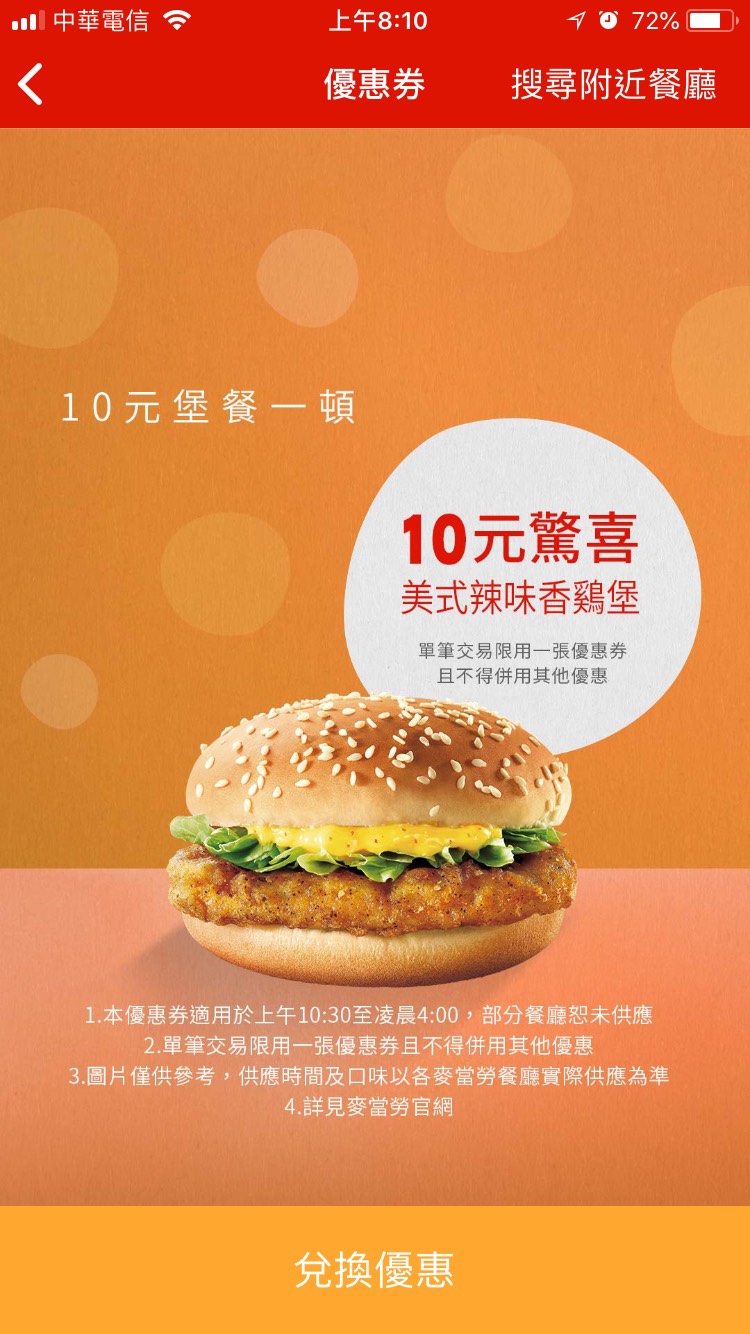 中華電信
上午8:10
72%
優惠券
搜尋附近餐廳
10元堡餐一頓
10元驚喜
美式辣味香鷄堡
單筆交易限用一張優惠券
且不得併用其他優惠
1.本優惠券適用於上午10:30至凌晨4:00，部分餐廳恕未供應
2.單筆交易限用一張優惠券且不得併用其他優惠
3.圖片僅供參考，供應時間及口味以各麥當勞餐廳實際供應為準
4.詳見麥當勞官網
兌換優惠